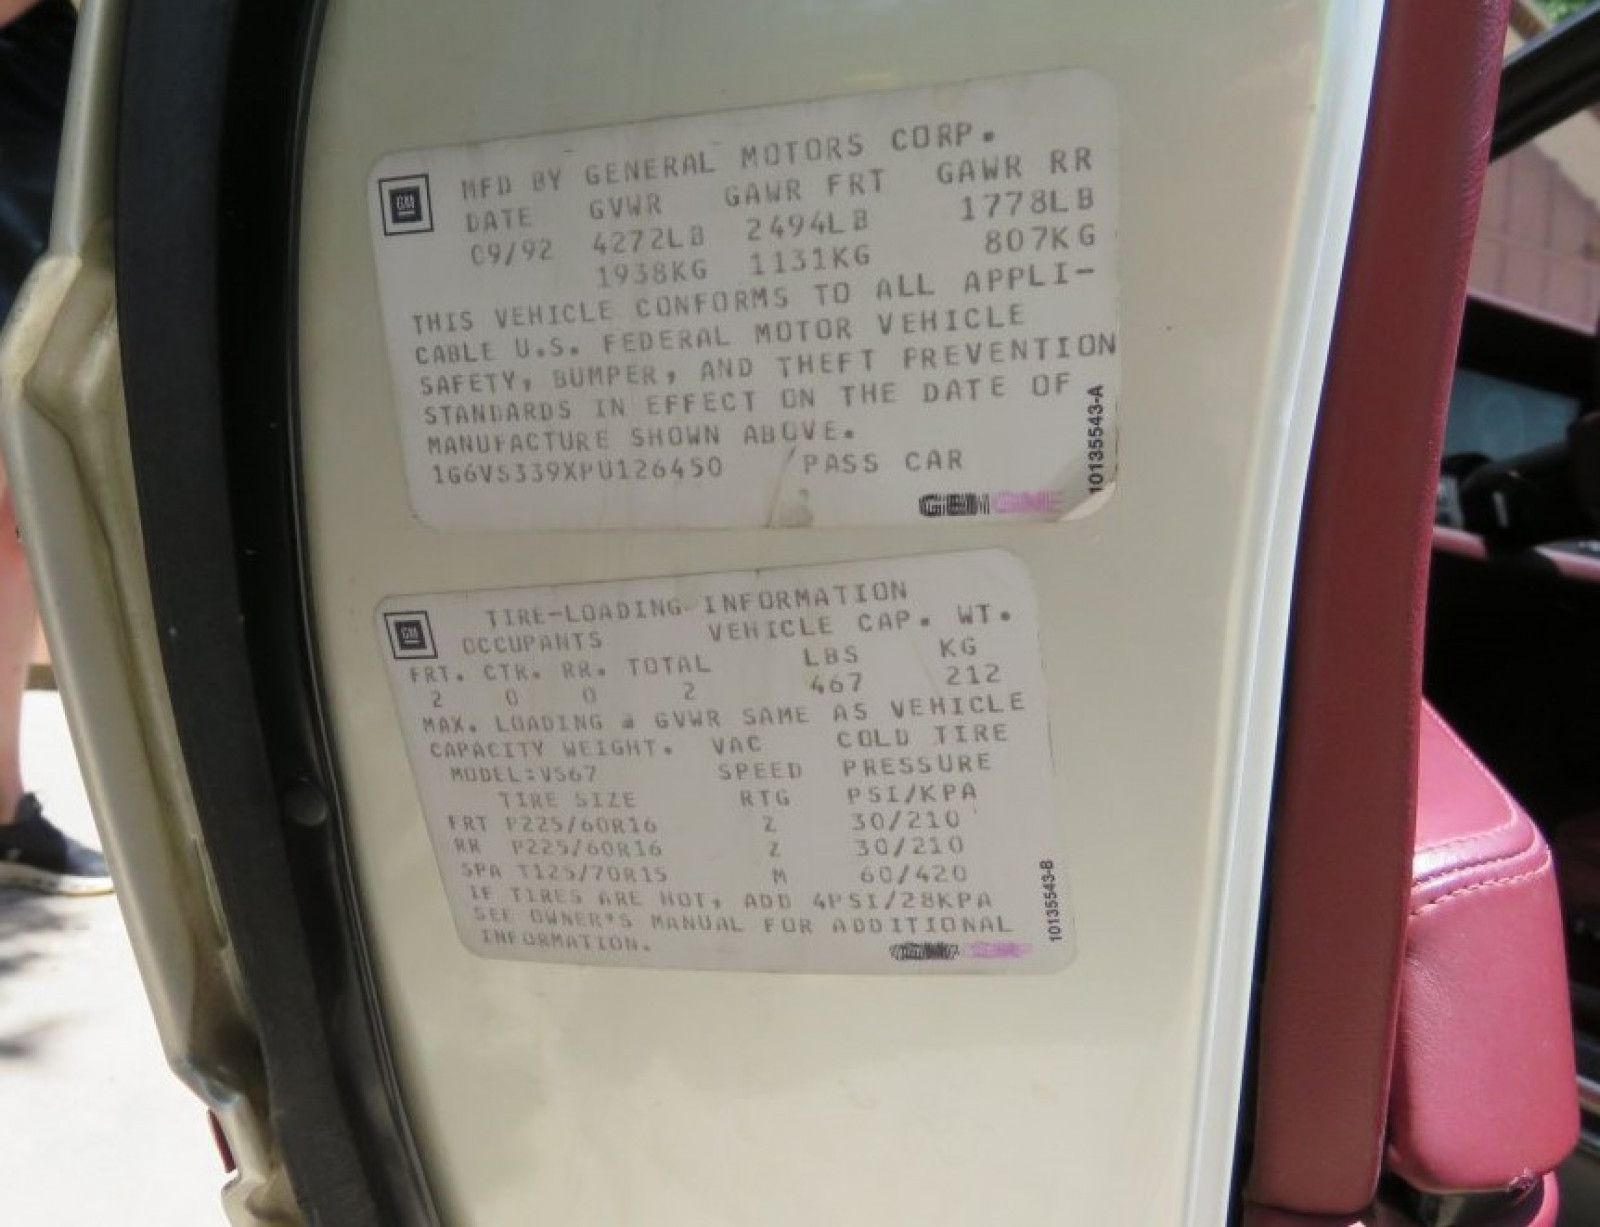 GM
MFD BY GENERAL MOTORS CORP.
DATE GVWR GAWR FRT GAWR RR
09/92 4272LB 2494LB 1778LB
1938KG 1131KG 807KG
THIS VEHICLE CONFORMS TO ALL APPLI-
CABLE U.S. FEDERAL MOTOR VEHICLE
SAFETY, BUMPER, AND THEFT PREVENTION
STANDARDS IN EFFECT ON THE DATE OF
MANUFACTURE SHOWN ABOVE.
1G6VS339XPU126450 PASS CAR
10135543-A
GM
TIRE-LOADING INFORMATION
OCCUPANTS VEHICLE CAP. WT.
FRT. CTR. RR. TOTAL LBS KG
2 0 0 2 467 212
MAX. LOADING @ GVWR SAME AS VEHICLE
CAPACITY WEIGHT. VAC COLD TIRE
MODEL:VS67 SPEED PRESSURE
TIRE SIZE RTG PSI/KPA
FRT P225/60R16 Z 30/210
RR P225/60R16 Z 30/210
SPA T125/70R15 M 60/420
IF TIRES ARE HOT, ADD 4PSI/28KPA
SEE OWNER'S MANUAL FOR ADDITIONAL
INFORMATION.
10135543-B